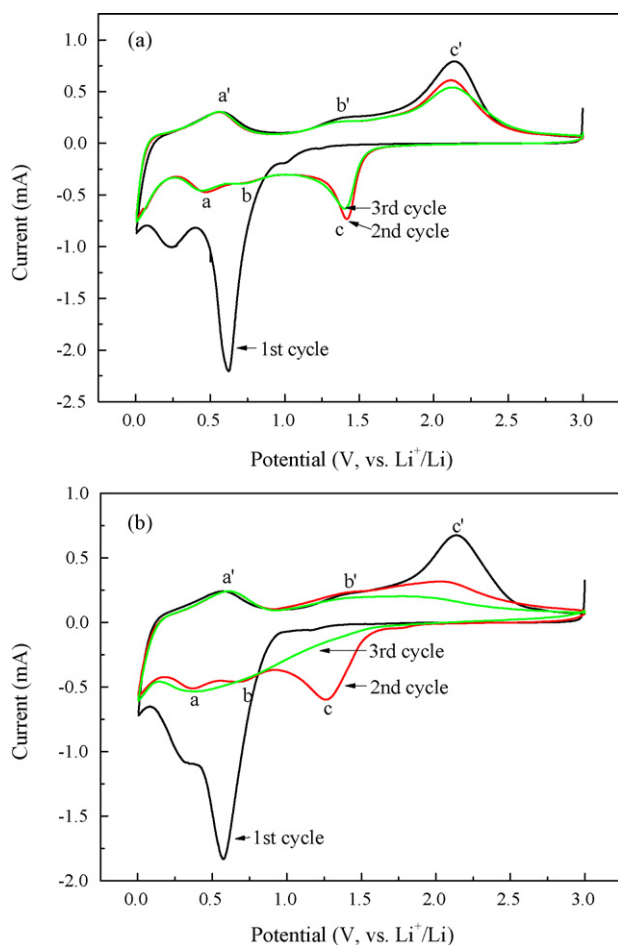 (a)
a'
b'
c'
a
b
c
3rd cycle
2nd cycle
1st cycle
1.0
0.5
0.0
-0.5
-1.0
-1.5
-2.0
-2.5
Current (mA)
0.0 0.5 1.0 1.5 2.0 2.5 3.0
Potential (V, vs. Li⁺/Li)
(b)
a'
b'
c'
a
b
c
3rd cycle
2nd cycle
1st cycle
1.0
0.5
0.0
-0.5
-1.0
-1.5
-2.0
Current (mA)
0.0 0.5 1.0 1.5 2.0 2.5 3.0
Potential (V, vs. Li⁺/Li)